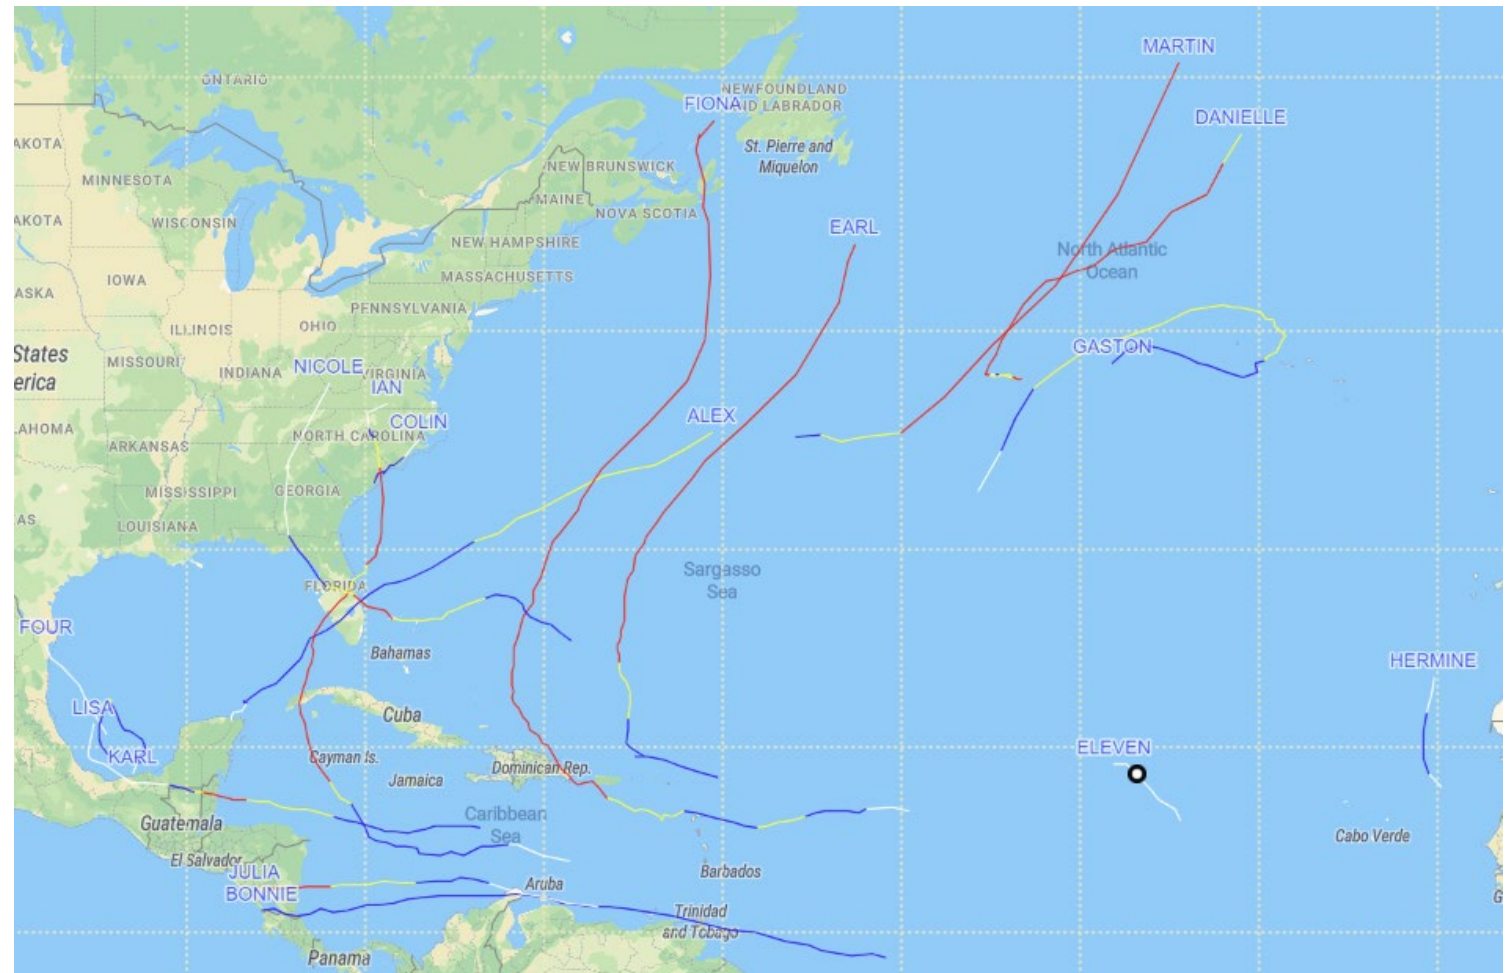 MARTIN
ONTARIO
NEWFOUNDLAND
ND LABRADOR
FIONA
DANIELLE
AKOTA
St. Pierre and
Miquelon
NEW BRUNSWICK
MINNESOTA
MAINE
AKOTA
WISCONSIN
NOVA SCOTIA
EARL
NEW HAMPSHIRE
North Atlantic
Ocean
MASSACHUSETTS
IOWA
ASKA
PENNSYLVANIA
ILLINOIS
OHIO
States
erica
MISSOURI
INDIANA
NICOLE
VIRGINIA
IAN
GASTON
ALEX
COLIN
LAHOMA
ARKANSAS
NORTH CAROLINA
MISSISSIPPI
GEORGIA
AS
LOUISIANA
FLORIDA
Sargasso
Sea
FOUR
Bahamas
HERMINE
LISA
Cuba
KARL
Cayman Is.
Dominican Rep.
ELEVEN
Jamaica
Guatemala
Caribbean
Sea
Cabo Verde
El Salvador
JULIA
BONNIE
Aruba
Barbados
Trinidad
and Tobago
Panama
G